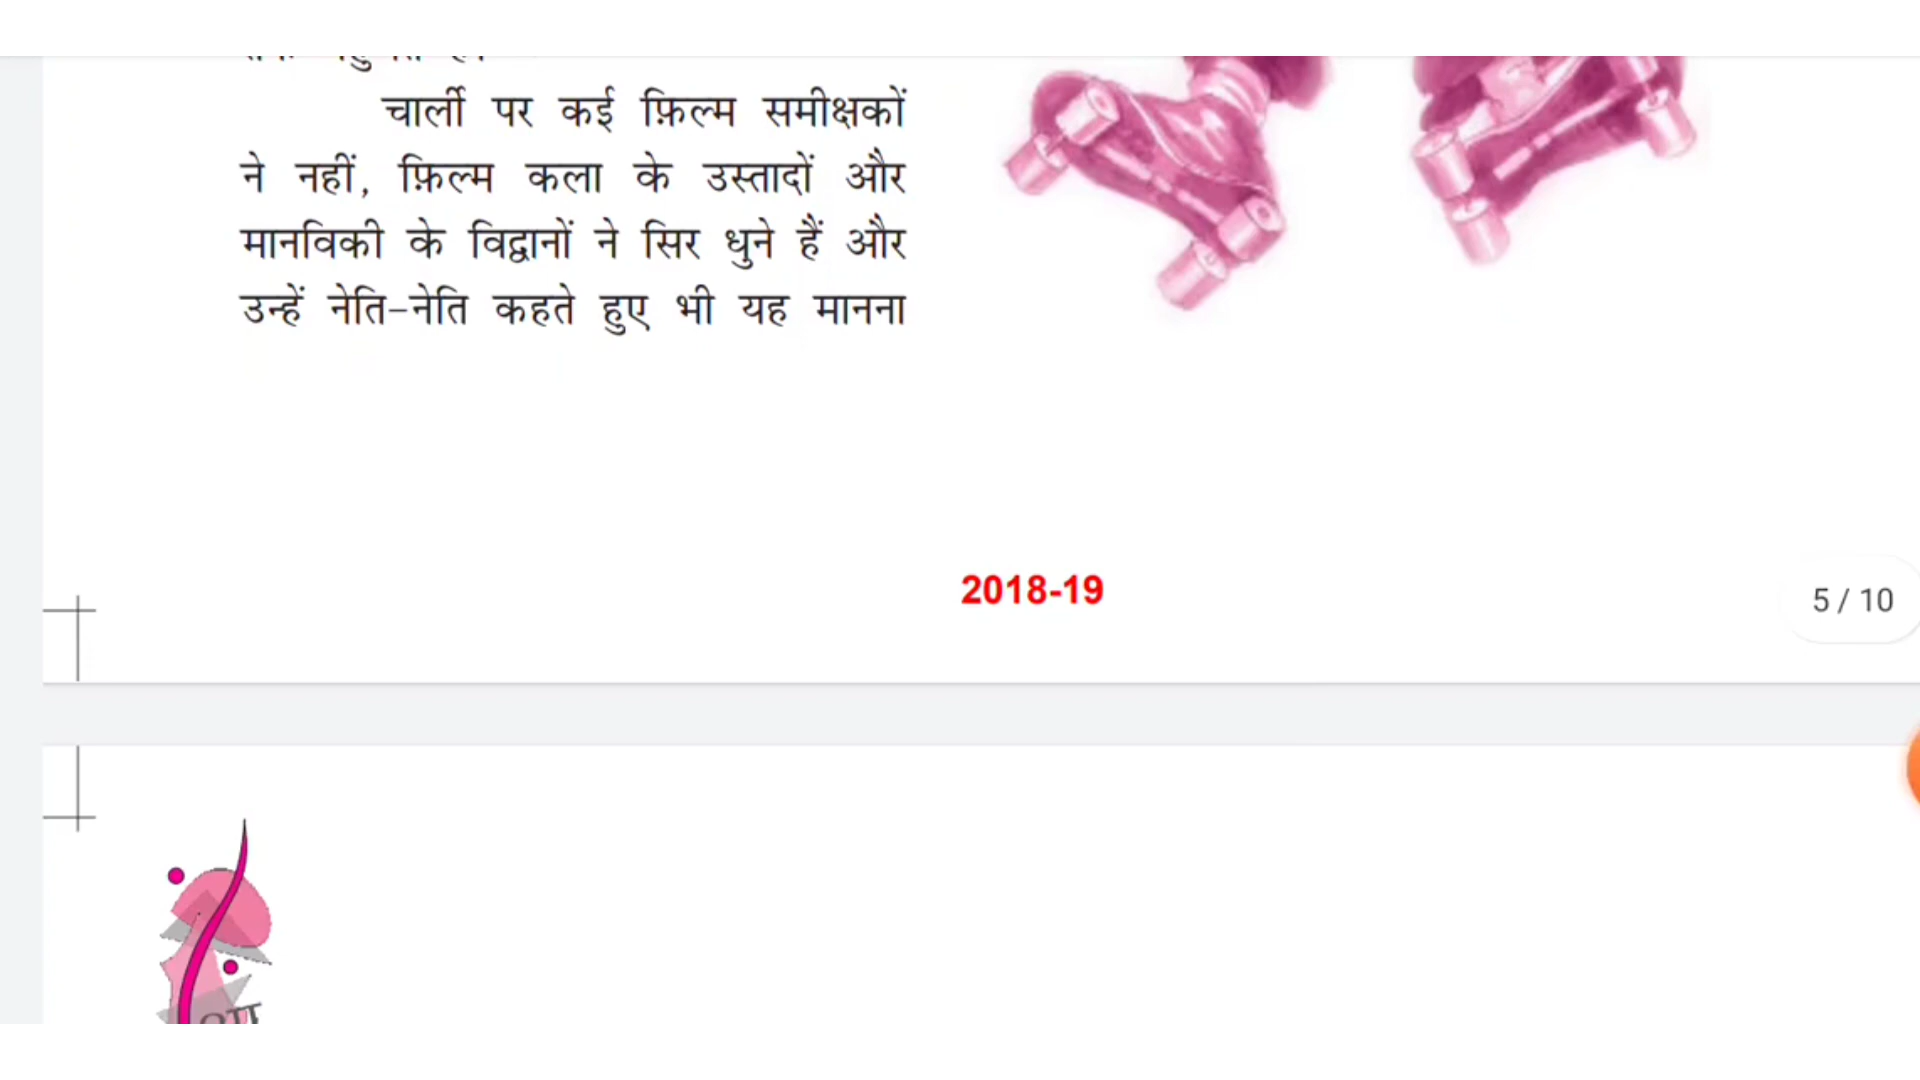 चार्ली पर कई फ़िल्म समीक्षकों
ने नहीं, फ़िल्म कला के उस्तादों और
मानविकी के विद्वानों ने सिर धुने हैं और
उन्हें नेति-नेति कहते हुए भी यह मानना
2018-19
5 / 10